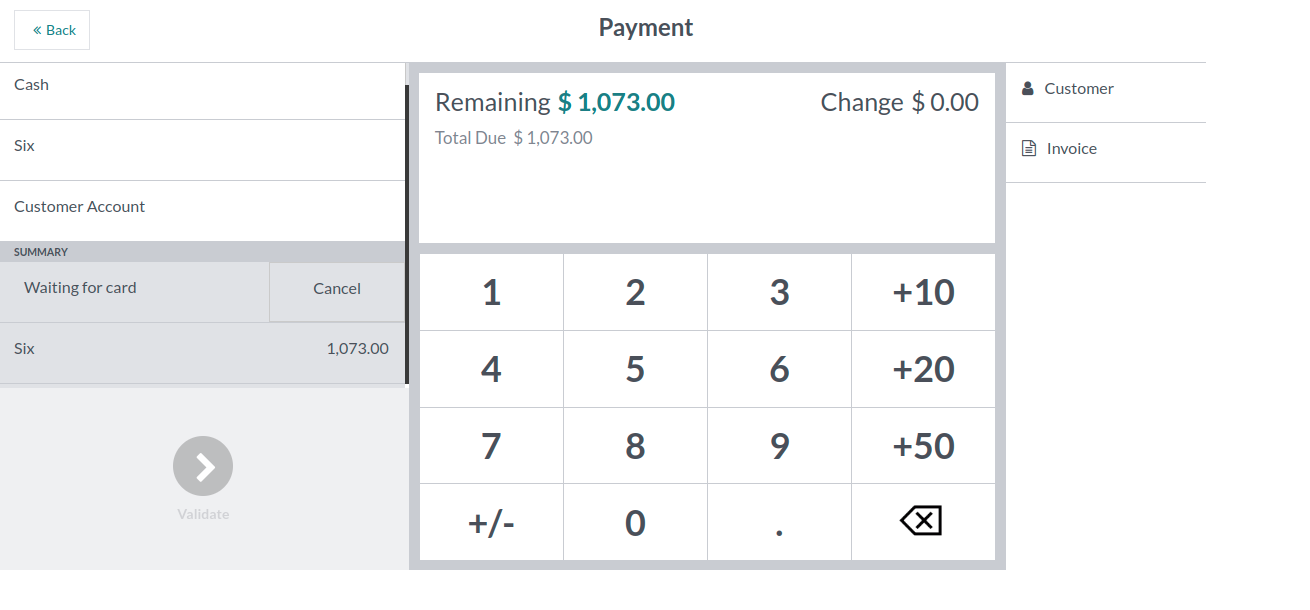 « Back
Payment
Cash
Six
Customer Account
SUMMARY
Waiting for card
Cancel
Six 1,073.00
Validate
Remaining $ 1,073.00
Change $ 0.00
Total Due $ 1,073.00
1 2 3 +10
4 5 6 +20
7 8 9 +50
+/- 0 .
Customer
Invoice